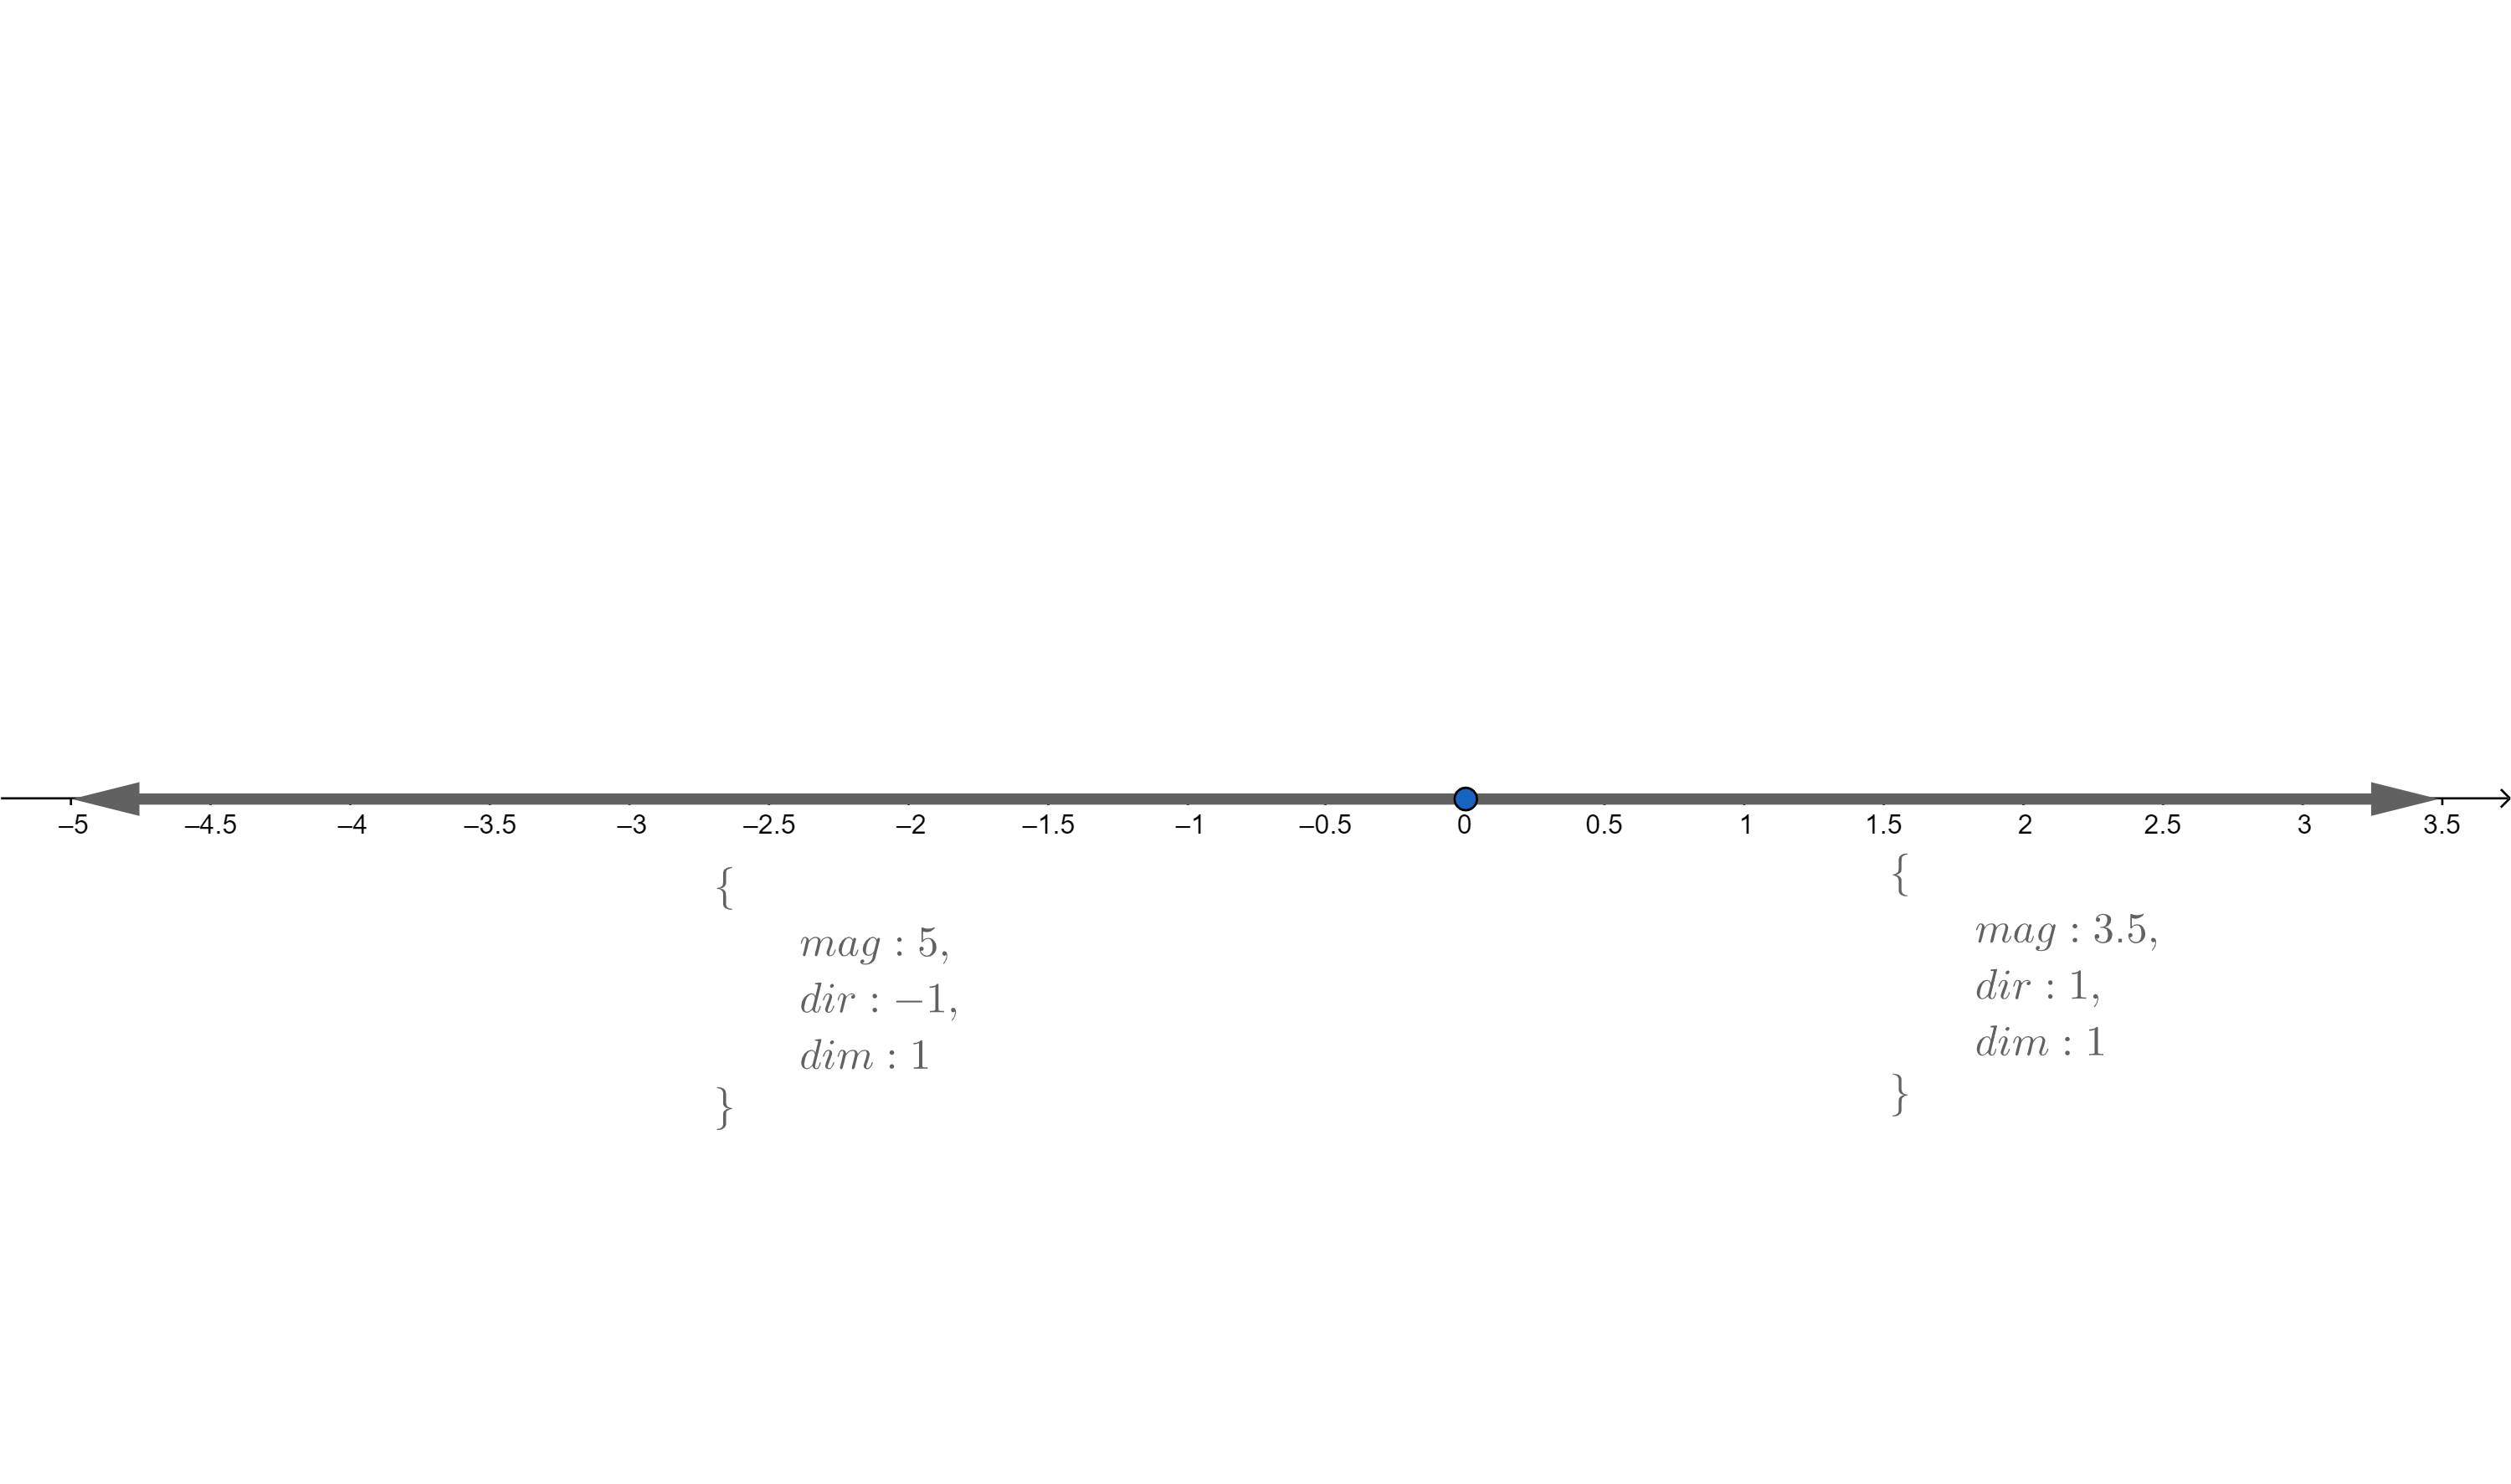 –5 –4.5 –4 –3.5 –3 –2.5 –2 –1.5 –1 –0.5 0 0.5 1 1.5 2 2.5 3 3.5
{
mag : 5,
dir : −1,
dim : 1
}
{
mag : 3.5,
dir : 1,
dim : 1
}